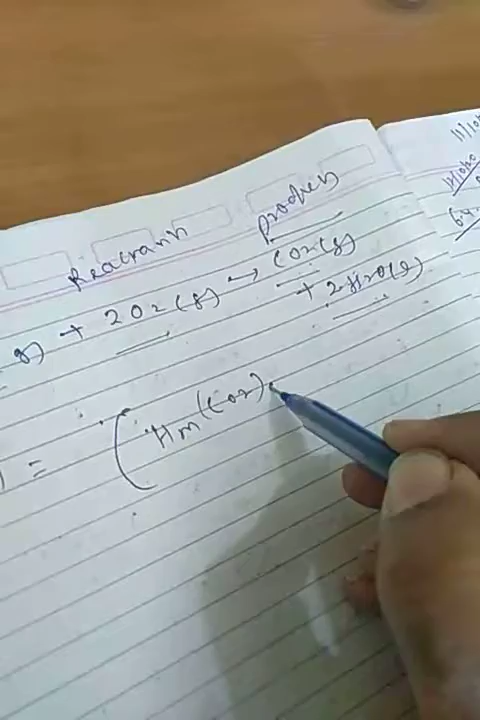 Reactants
Products
g) + 2O2(g) → CO2(g)
+ 2H2O(l)
= (Hm(CO2)